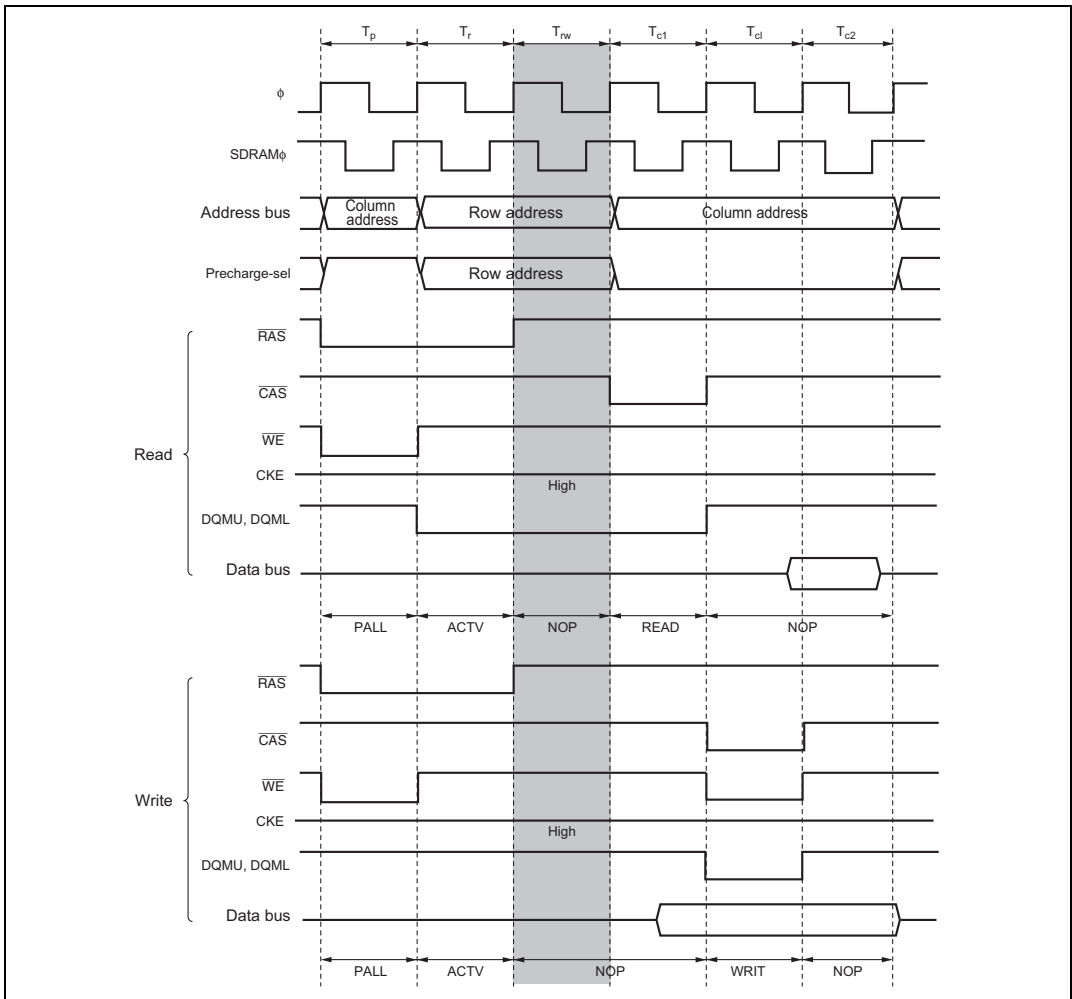 Tp Tr Trw Tc1 Tcl Tc2
ϕ
SDRAMϕ
Address bus Column address Row address Column address
Precharge-sel Row address
Read
RAS
CAS
WE
CKE High
DQMU, DQML
Data bus
PALL ACTV NOP READ NOP
Write
RAS
CAS
WE
CKE High
DQMU, DQML
Data bus
PALL ACTV NOP WRIT NOP